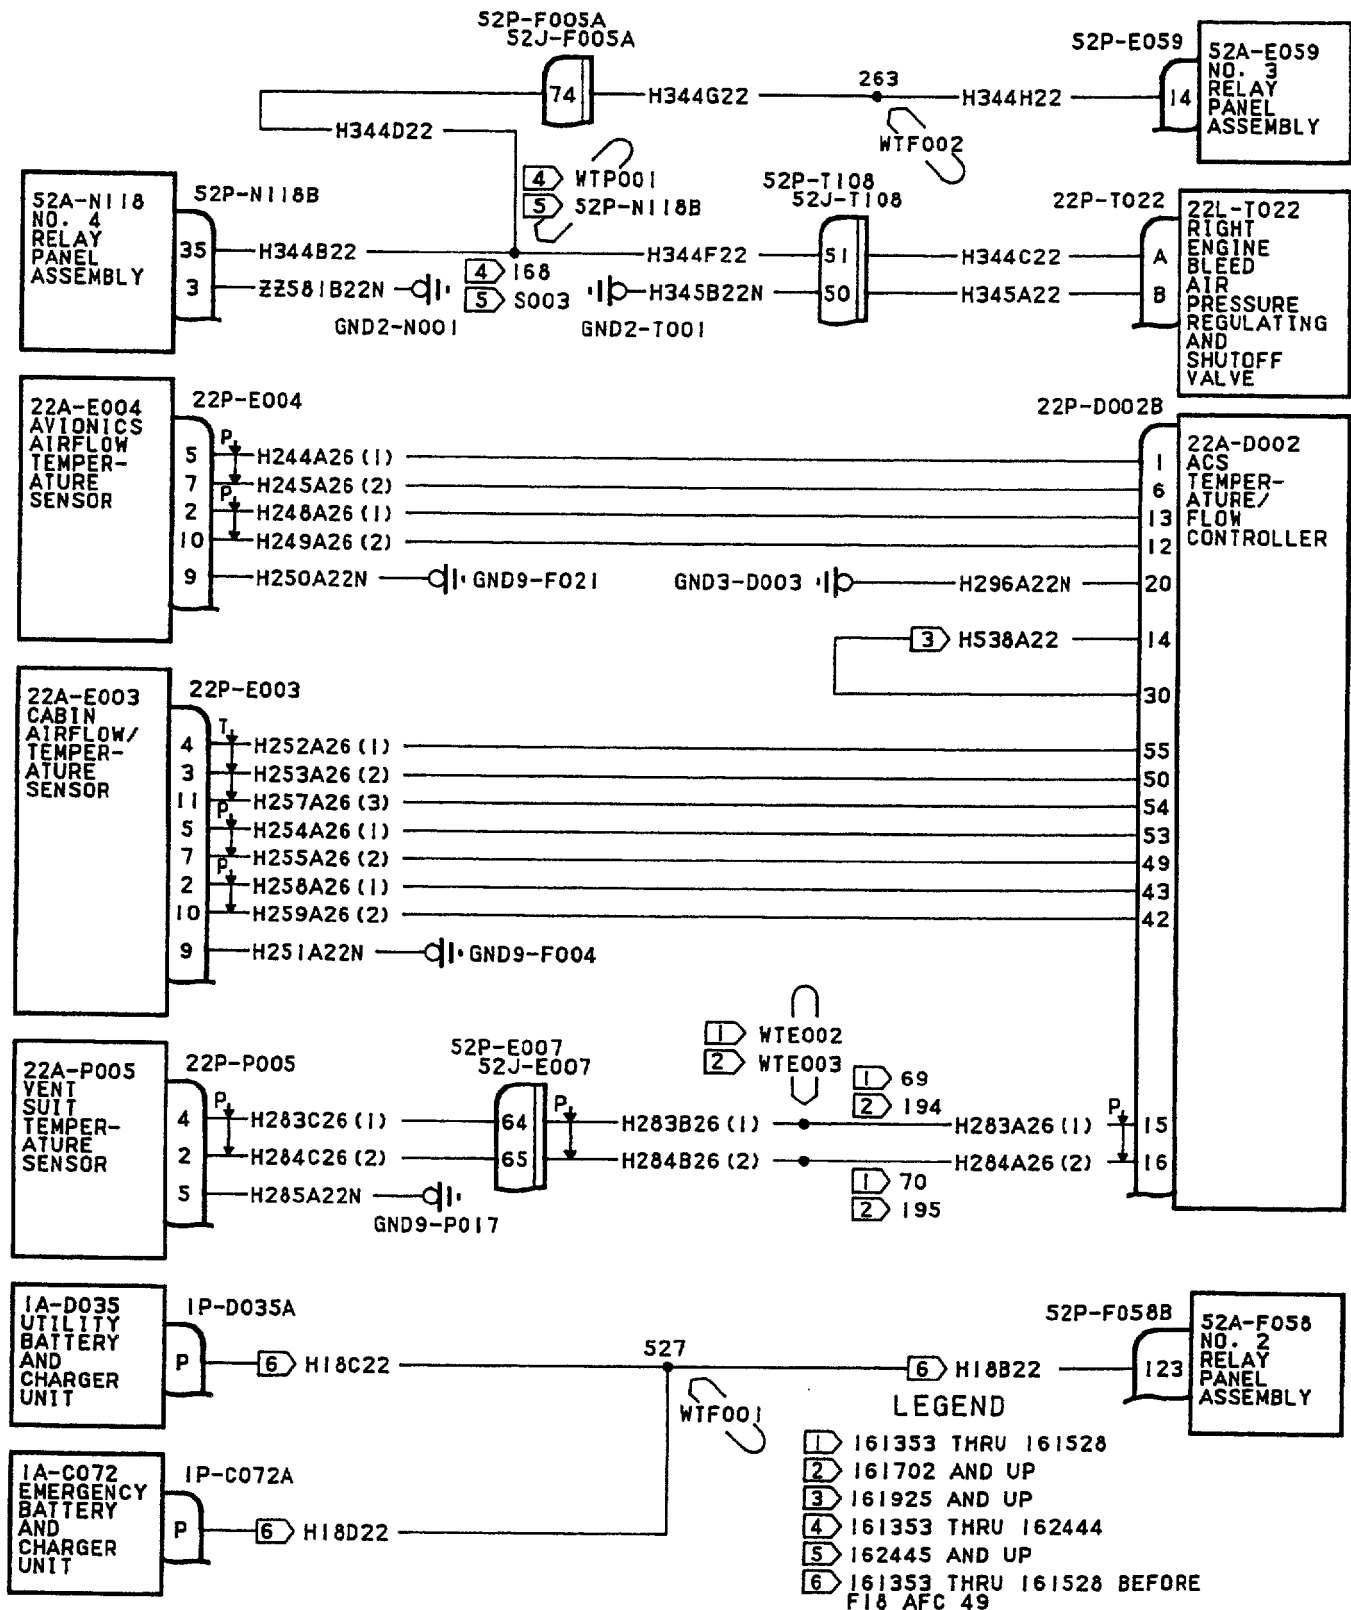 52P-F005A
52J-F005A
74
H344G22
263
H344H22
52P-E059
14
52A-E059
NO. 3
RELAY
PANEL
ASSEMBLY
H344D22
WTF002
4 WTP001
5 52P-N118B
52A-N118
NO. 4
RELAY
PANEL
ASSEMBLY
52P-N118B
35
H344B22
3
ZZ581B22N
GND2-N001
4 168
5 S003
H344F22
H345B22N
GND2-T001
52P-T108
52J-T108
51
50
H344C22
H345A22
22P-T022
A
B
22L-T022
RIGHT
ENGINE
BLEED
AIR
PRESSURE
REGULATING
AND
SHUTOFF
VALVE
22A-E004
AVIONICS
AIRFLOW
TEMPER-
ATURE
SENSOR
22P-E004
P
5 H244A26(1) 1
7 H245A26(2) 6
P
2 H248A26(1) 13
10 H249A26(2) 12
9 H250A22N GND9-F021
GND3-D003 H296A22N 20
3 H538A22 14
30
22P-D002B
22A-D002
ACS
TEMPER-
ATURE/
FLOW
CONTROLLER
22A-E003
CABIN
AIRFLOW/
TEMPER-
ATURE
SENSOR
22P-E003
T
4 H252A26(1) 55
3 H253A26(2) 50
11 H257A26(3) 54
P
5 H254A26(1) 53
7 H255A26(2) 49
P
2 H258A26(1) 43
10 H259A26(2) 42
9 H251A22N GND9-F004
1 WTE002
2 WTE003
22A-P005
VENT
SUIT
TEMPER-
ATURE
SENSOR
22P-P005
52P-E007
52J-E007
1 69
2 194
P P P
4 H283C26(1) 64 H283B26(1) H283A26(1) 15
2 H284C26(2) 65 H284B26(2) H284A26(2) 16
1 70
2 195
5 H285A22N
GND9-P017
1A-D035
UTILITY
BATTERY
AND
CHARGER
UNIT
1P-D035A
P
6 H18C22
527
WTF001
6 H18B22
52P-F058B
123
52A-F058
NO. 2
RELAY
PANEL
ASSEMBLY
1A-C072
EMERGENCY
BATTERY
AND
CHARGER
UNIT
1P-C072A
P
6 H18D22
LEGEND
1 161353 THRU 161528
2 161702 AND UP
3 161925 AND UP
4 161353 THRU 162444
5 162445 AND UP
6 161353 THRU 161528 BEFORE
F18 AFC 49